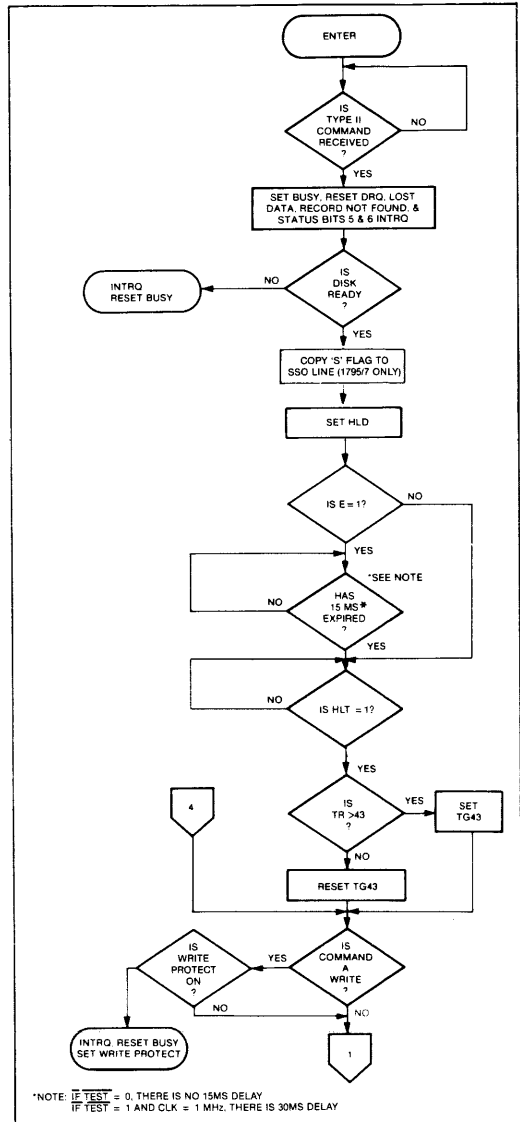 ENTER
IS
TYPE II
COMMAND
RECEIVED
?
NO
YES
SET BUSY, RESET DRQ, LOST
DATA, RECORD NOT FOUND, &
STATUS BITS 5 & 6 INTRQ
IS
DISK
READY
?
NO
INTRQ
RESET BUSY
YES
COPY 'S' FLAG TO
SSO LINE (1795/7 ONLY)
SET HLD
IS E = 1?
NO
YES
*SEE NOTE
HAS
15 MS*
EXPIRED
?
NO
YES
IS HLT = 1?
NO
YES
4
IS
TR >43
?
YES
SET
TG43
NO
RESET TG43
IS
COMMAND
A
WRITE
?
YES
IS
WRITE
PROTECT
ON
?
NO
NO
INTRQ, RESET BUSY
SET WRITE PROTECT
1
*NOTE: IF TEST = 0, THERE IS NO 15MS DELAY
IF TEST = 1 AND CLK = 1 MHz, THERE IS 30MS DELAY